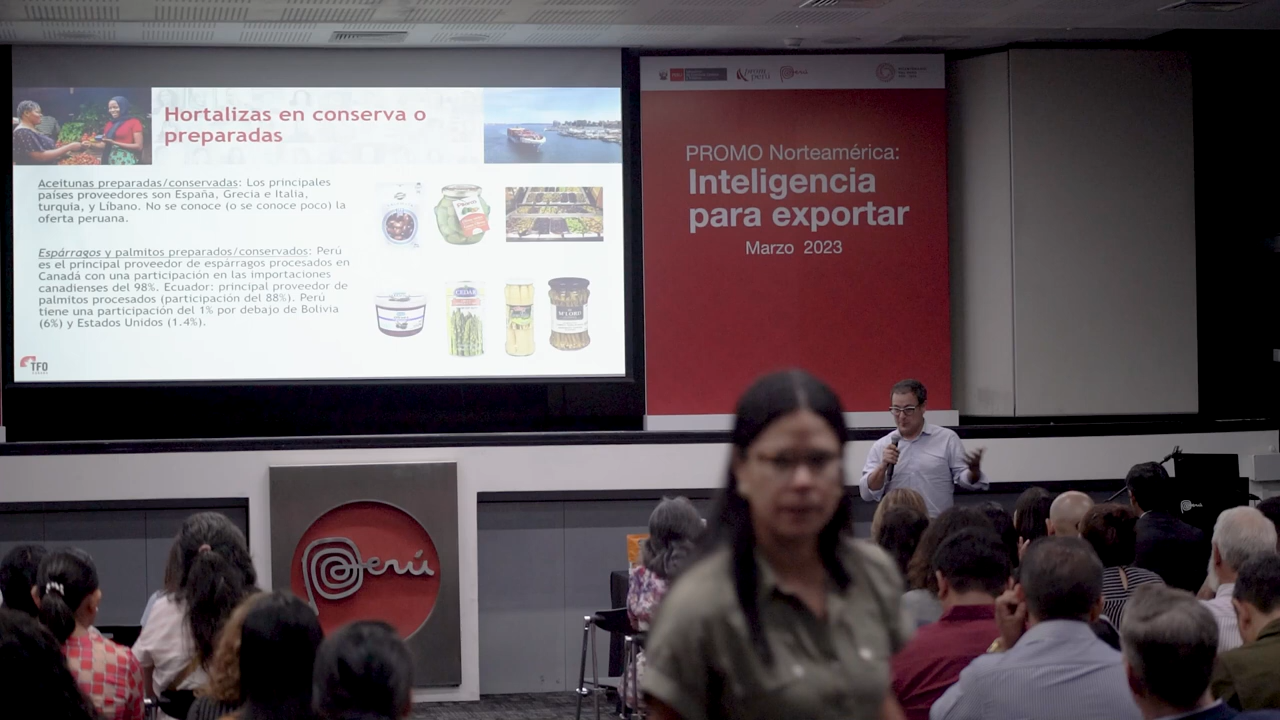 Hortalizas en conserva o
preparadas
Aceitunas preparadas/conservadas: Los principales
países proveedores son España, Grecia e Italia,
turquia, y Líbano. No se conoce (o se conoce poco) la
oferta peruana.
Espárragos y palmitos preparados/conservados: Perú
es el principal proveedor de espárragos procesados en
Canadá con una participación en las importaciones
canadienses del 98%. Ecuador: principal proveedor de
palmitos procesados (participación del 88%). Perú
tiene una participación del 1% por debajo de Bolivia
(6%) y Estados Unidos (1.4%).
TFO
PROMO Norteamérica:
Inteligencia
para exportar
Marzo 2023
Perú